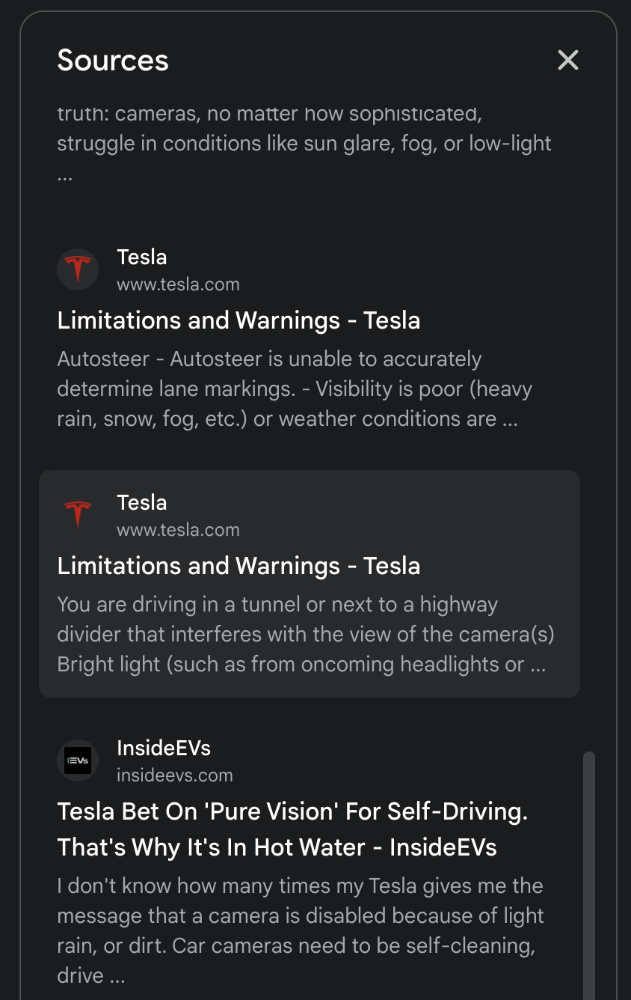 Sources
truth: cameras, no matter how sophisticated,
struggle in conditions like sun glare, fog, or low-light
...
Tesla
www.tesla.com
Limitations and Warnings - Tesla
Autosteer - Autosteer is unable to accurately
determine lane markings. - Visibility is poor (heavy
rain, snow, fog, etc.) or weather conditions are ...
Tesla
www.tesla.com
Limitations and Warnings - Tesla
You are driving in a tunnel or next to a highway
divider that interferes with the view of the camera(s)
Bright light (such as from oncoming headlights or ...
IEVs
InsideEVs
insideevs.com
Tesla Bet On 'Pure Vision' For Self-Driving.
That's Why It's In Hot Water - InsideEVs
I don't know how many times my Tesla gives me the
message that a camera is disabled because of light
rain, or dirt. Car cameras need to be self-cleaning,
drive ...